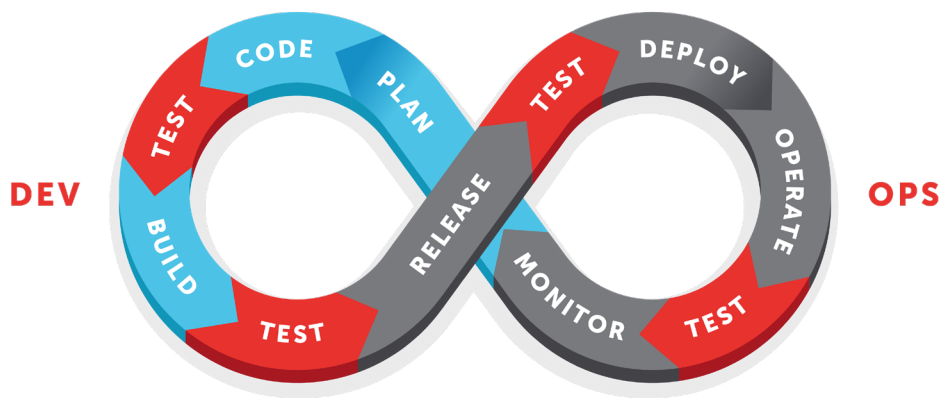 DEV
PLAN
CODE
TEST
BUILD
TEST
RELEASE
TEST
DEPLOY
OPERATE
TEST
MONITOR
OPS